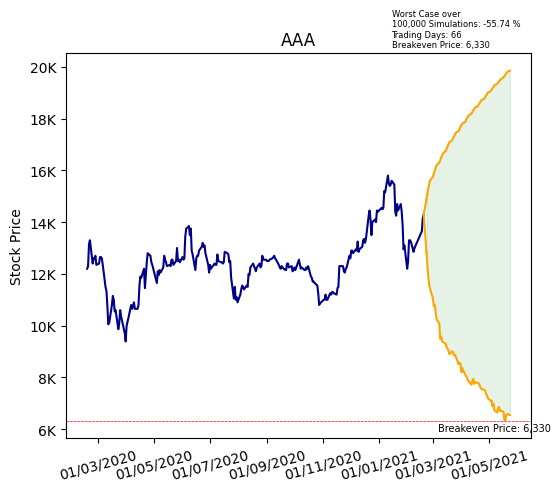 Worst Case over
100,000 Simulations: -55.74 %
Trading Days: 66
Breakeven Price: 6,330
AAA
Stock Price
20K
18K
16K
14K
12K
10K
8K
6K
Breakeven Price: 6,330
01/03/2020 01/05/2020 01/07/2020 01/09/2020 01/11/2020 01/01/2021 01/03/2021 01/05/2021